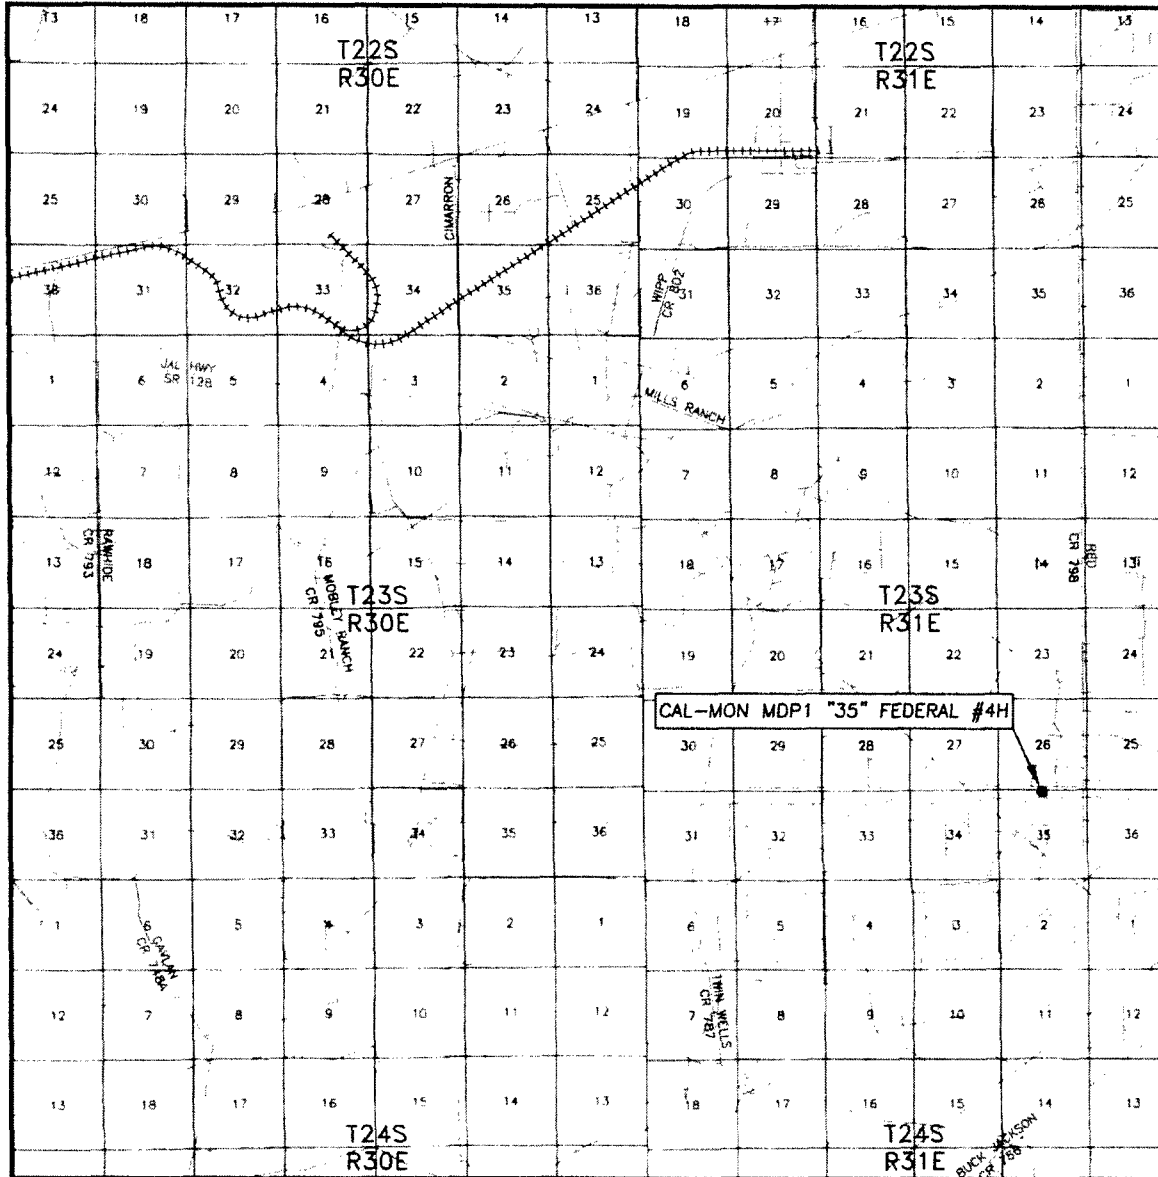 13 18 17 16 15 14 13 18 17 16 15 14 13
T22S T22S
R30E R31E
24 19 20 21 22 23 24 19 20 21 22 23 24
CIMARRON
25 30 29 28 27 26 25 30 29 28 27 26 25
WIPP
CR 802
36 31 32 33 34 35 36 31 32 33 34 35 36
JAL HWY
SR 128
1 6 5 4 3 2 1 6 5 4 3 2 1
MILLS RANCH
12 7 8 9 10 11 12 7 8 9 10 11 12
RAWHIDE
CR 793
RED
CR 798
13 18 17 16 15 14 13 18 17 16 15 14 13
MOBLEY RANCH
CR 795
T23S T23S
R30E R31E
24 19 20 21 22 23 24 19 20 21 22 23 24
CAL-MON MDP1 "35" FEDERAL #4H
25 30 29 28 27 26 25 30 29 28 27 26 25
36 31 32 33 34 35 36 31 32 33 34 35 36
1 6 5 4 3 2 1 6 5 4 3 2 1
CR 748A
TWIN WELLS
CR 787
12 7 8 9 10 11 12 7 8 9 10 11 12
13 18 17 16 15 14 13 18 17 16 15 14 13
T24S T24S
R30E R31E
BUCK JACKSON